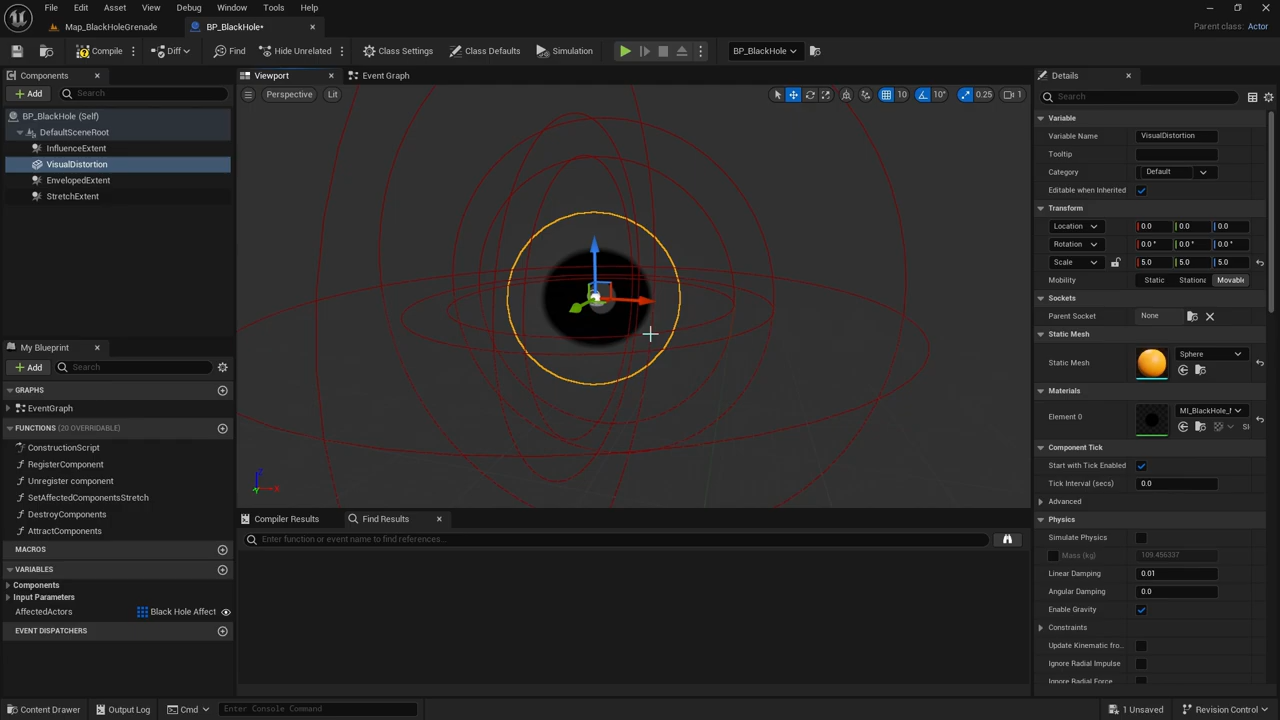 File Edit Asset View Debug Window Tools Help
Map_BlackHoleGrenade
BP_BlackHole*
Parent class: Actor
Compile
Diff
Find
Hide Unrelated
Class Settings
Class Defaults
Simulation
BP_BlackHole
Components
Add
Search
BP_BlackHole (Self)
DefaultSceneRoot
InfluenceExtent
VisualDistortion
EnvelopedExtent
StretchExtent
My Blueprint
Add
Search
GRAPHS
EventGraph
FUNCTIONS (20 OVERRIDABLE)
ConstructionScript
RegisterComponent
Unregister component
SetAffectedComponentsStretch
DestroyComponents
AttractComponents
MACROS
VARIABLES
Components
Input Parameters
AffectedActors Black Hole Affect
EVENT DISPATCHERS
Viewport
Event Graph
Perspective
Lit
10
10°
0.25
1
Z
X
Compiler Results
Find Results
Enter function or event name to find references...
Details
Search
Variable
Variable Name VisualDistortion
Tooltip
Category Default
Editable when Inherited
Transform
Location 0.0 0.0 0.0
Rotation 0.0 ° 0.0 ° 0.0 °
Scale 5.0 5.0 5.0
Mobility Static Stationa Movable
Sockets
Parent Socket None
Static Mesh
Static Mesh Sphere
Materials
Element 0 MI_BlackHole_
Component Tick
Start with Tick Enabled
Tick Interval (secs) 0.0
Advanced
Physics
Simulate Physics
Mass (kg) 109.456337
Linear Damping 0.01
Angular Damping 0.0
Enable Gravity
Constraints
Update Kinematic fro...
Ignore Radial Impulse
Ignore Radial Force
Content Drawer
Output Log
Cmd
Enter Console Command
1 Unsaved
Revision Control